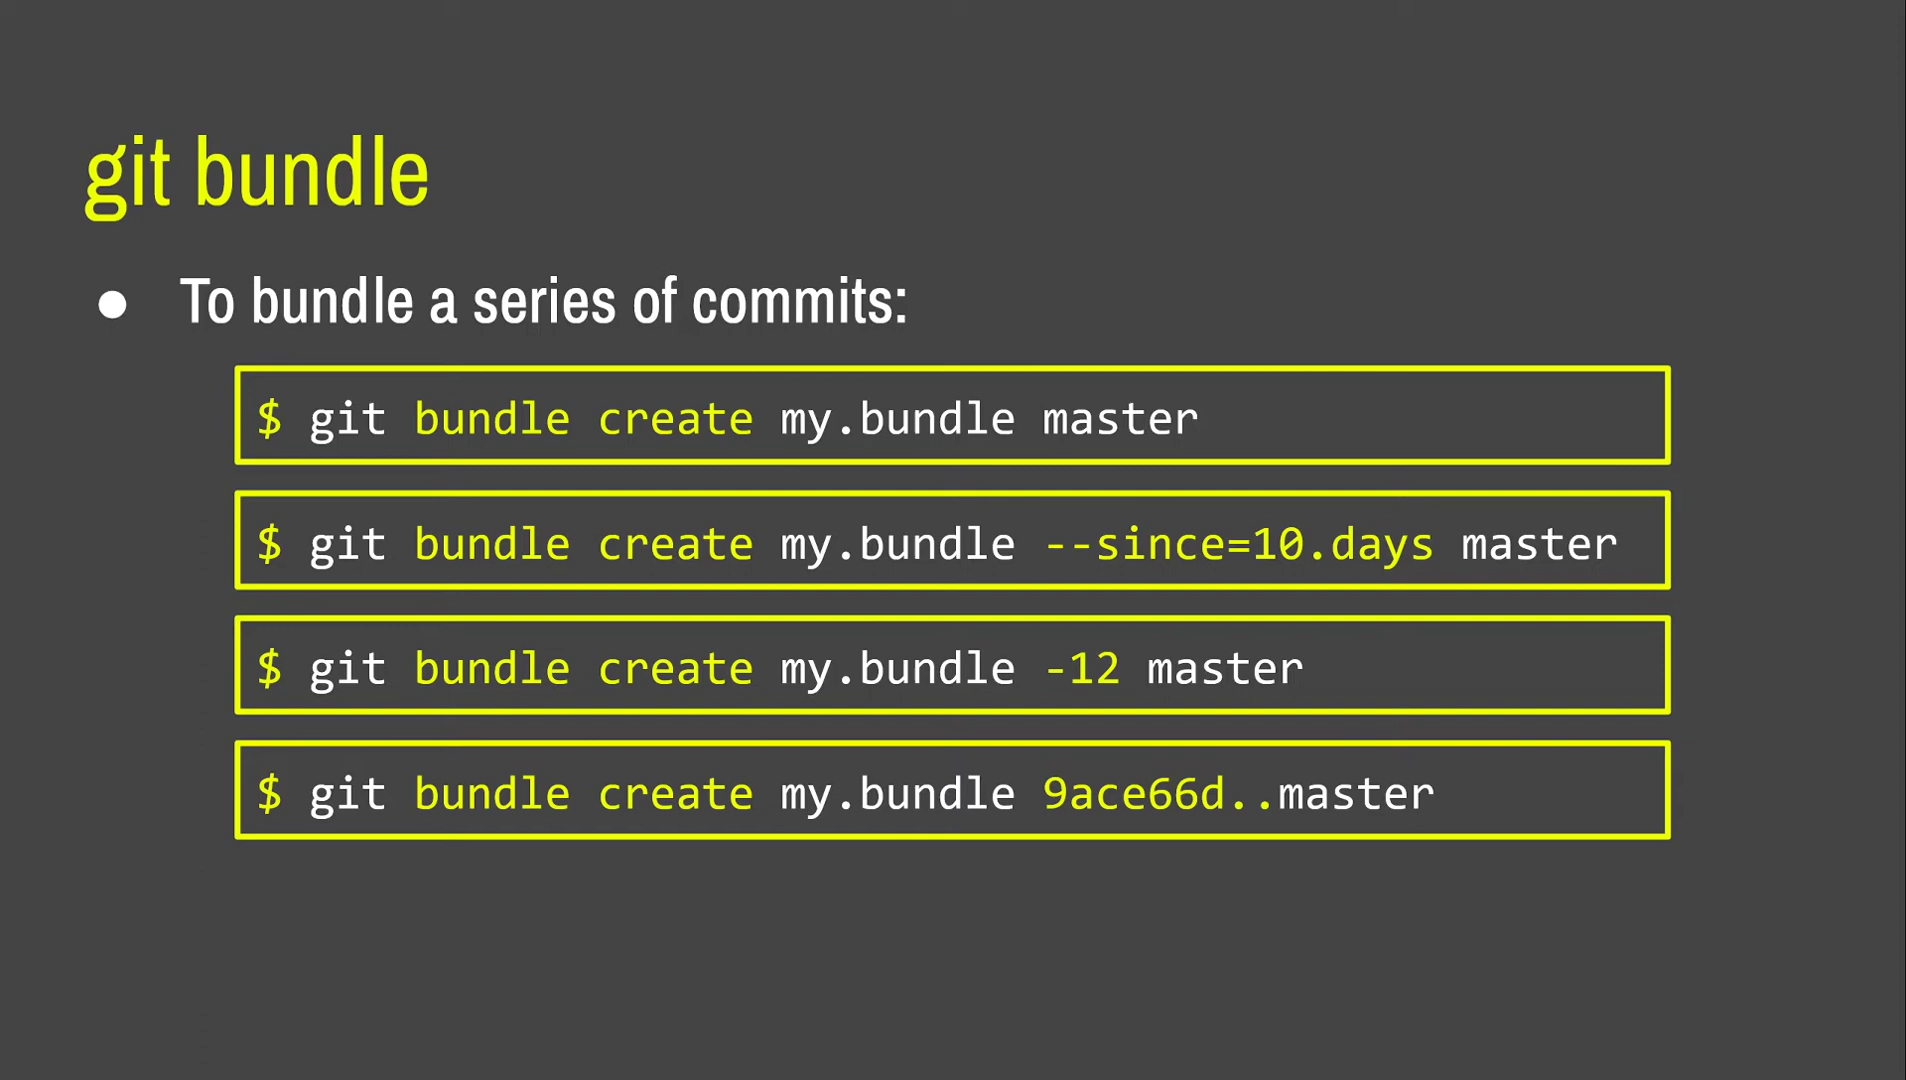 git bundle
● To bundle a series of commits:
$ git bundle create my.bundle master
$ git bundle create my.bundle --since=10.days master
$ git bundle create my.bundle -12 master
$ git bundle create my.bundle 9ace66d..master